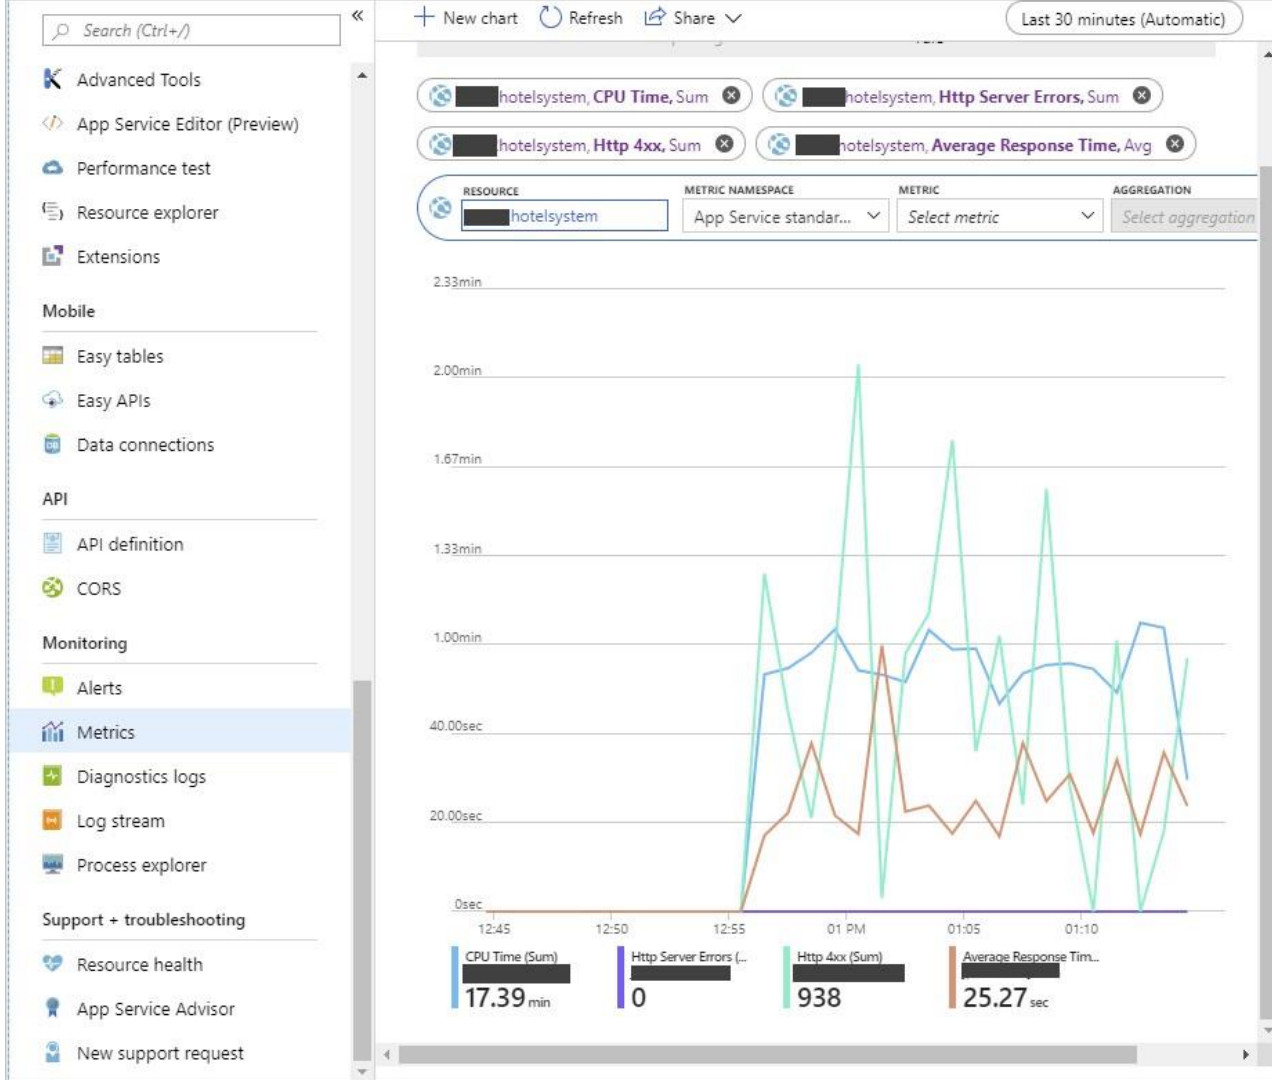 Search (Ctrl+/)
«
Advanced Tools
App Service Editor (Preview)
Performance test
Resource explorer
Extensions
Mobile
Easy tables
Easy APIs
Data connections
API
API definition
CORS
Monitoring
Alerts
Metrics
Diagnostics logs
Log stream
Process explorer
Support + troubleshooting
Resource health
App Service Advisor
New support request
New chart Refresh Share Last 30 minutes (Automatic)
hotelsystem, CPU Time, Sum hotelsystem, Http Server Errors, Sum
hotelsystem, Http 4xx, Sum hotelsystem, Average Response Time, Avg
RESOURCE METRIC NAMESPACE METRIC AGGREGATION
hotelsystem App Service standar... Select metric Select aggregation
2.33min
2.00min
1.67min
1.33min
1.00min
40.00sec
20.00sec
0sec
12:45 12:50 12:55 01 PM 01:05 01:10
CPU Time (Sum) Http Server Errors (... Http 4xx (Sum) Average Response Tim...
17.39 min 0 938 25.27 sec